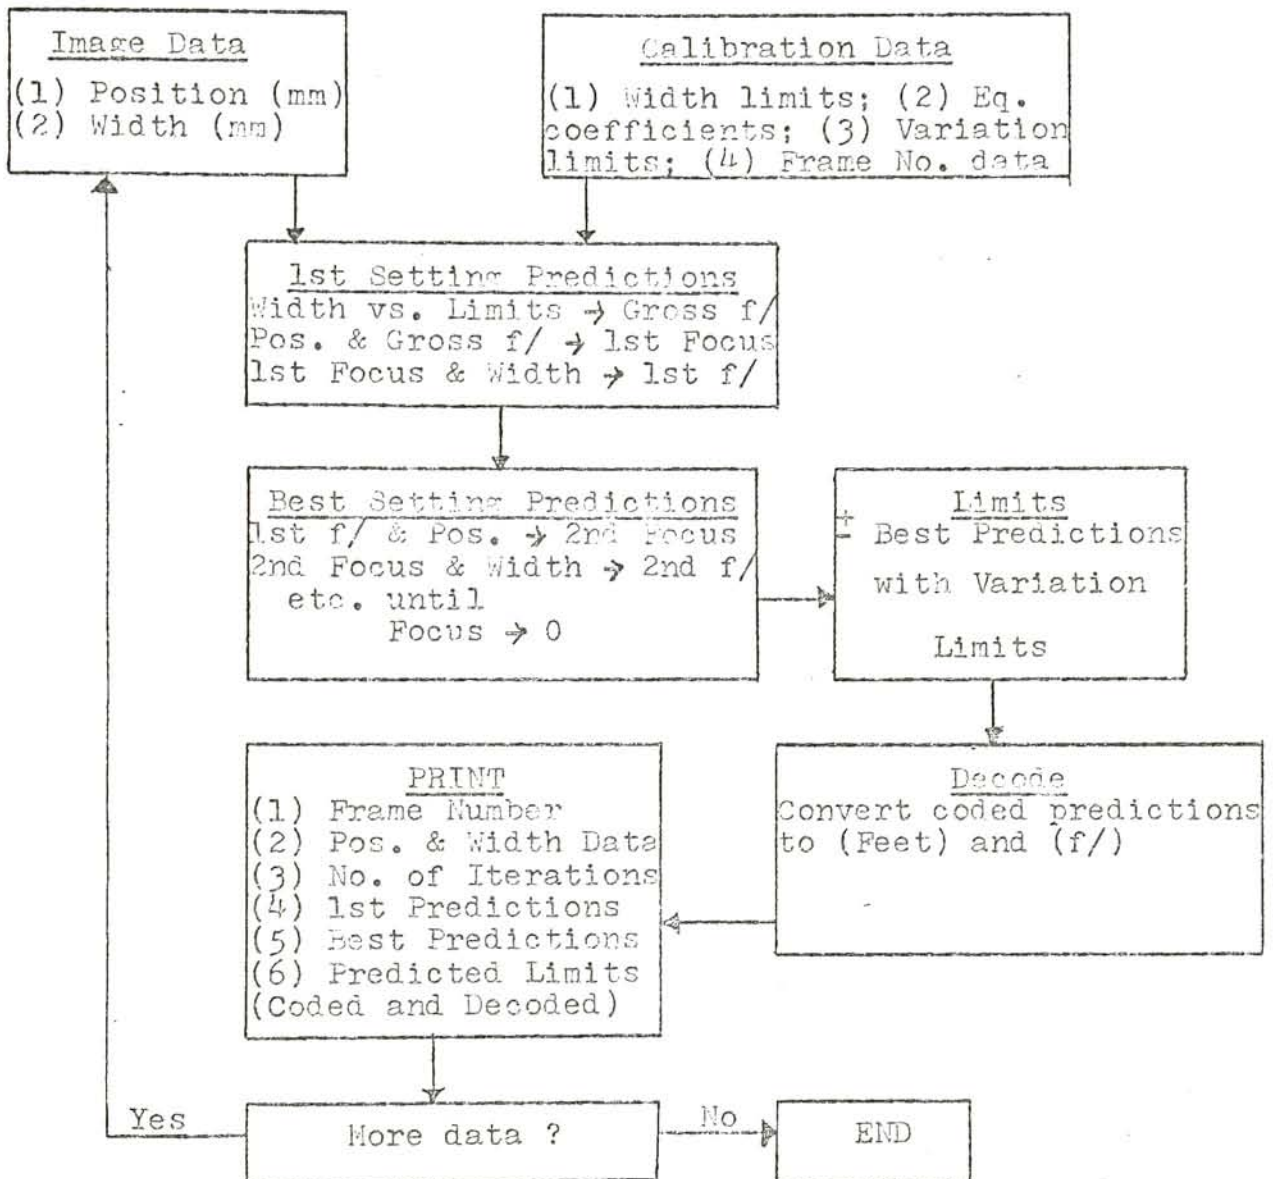 Image Data
(1) Position (mm)
(2) Width (mm)
Calibration Data
(1) Width limits; (2) Eq.
coefficients; (3) Variation
limits; (4) Frame No. data
1st Setting Predictions
Width vs. Limits → Gross f/
Pos. & Gross f/ → 1st Focus
1st Focus & Width → 1st f/
Best Setting Predictions
1st f/ & Pos. → 2nd Focus
2nd Focus & Width → 2nd f/
etc. until
Focus → 0
Limits
± Best Predictions
with Variation
Limits
Decode
Convert coded predictions
to (Feet) and (f/)
PRINT
(1) Frame Number
(2) Pos. & Width Data
(3) No. of Iterations
(4) 1st Predictions
(5) Best Predictions
(6) Predicted Limits
(Coded and Decoded)
Yes
More data ?
No
END